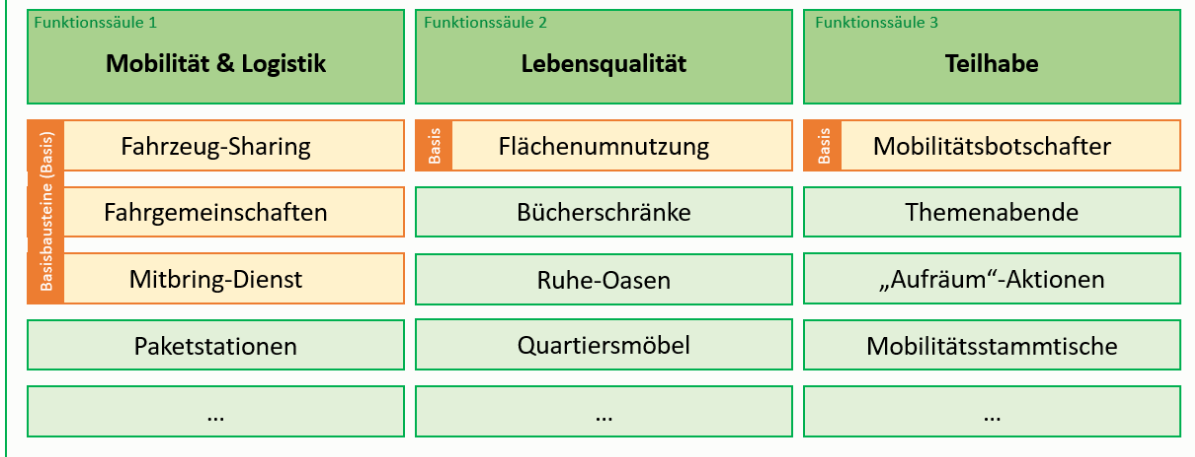 Funktionssäule 1
Mobilität & Logistik
Basisbausteine (Basis)
Fahrzeug-Sharing
Fahrgemeinschaften
Mitbring-Dienst
Paketstationen
...
Funktionssäule 2
Lebensqualität
Basis
Flächenumnutzung
Bücherschränke
Ruhe-Oasen
Quartiersmöbel
...
Funktionssäule 3
Teilhabe
Basis
Mobilitätsbotschafter
Themenabende
„Aufräum“-Aktionen
Mobilitätsstammtische
...